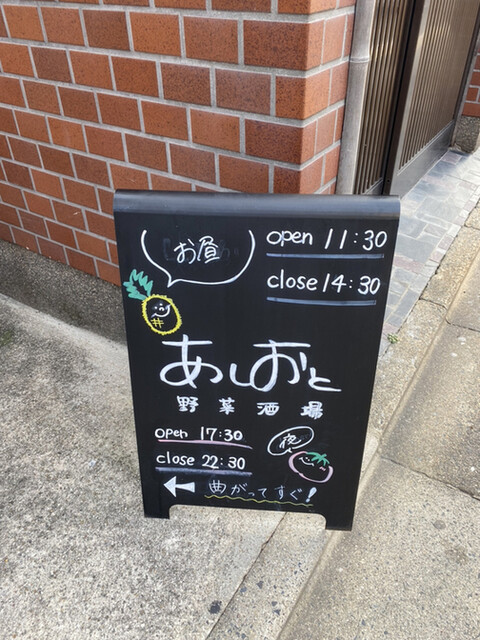 お昼
open 11:30
close 14:30
あしおと
野菜酒場
open 17:30
夜
close 22:30
曲がってすぐ!